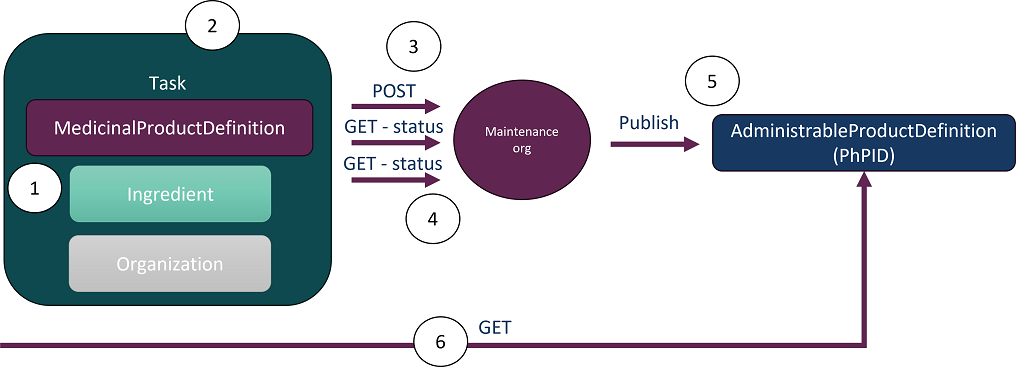 2
Task
MedicinalProductDefinition
1
Ingredient
Organization
3
POST
GET - status
GET - status
4
Maintenance
org
Publish
5
AdministrableProductDefinition
(PhPID)
6
GET